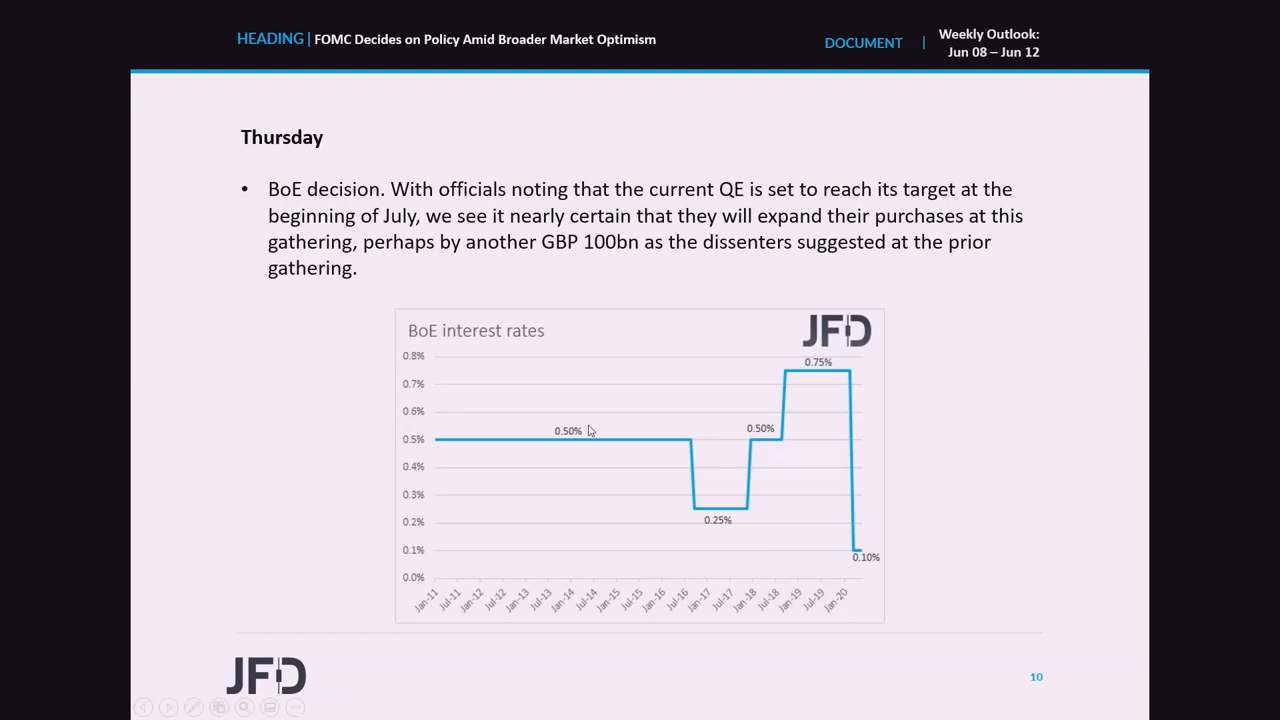 HEADING | FOMC Decides on Policy Amid Broader Market Optimism
DOCUMENT | Weekly Outlook:
Jun 08 – Jun 12
Thursday
• BoE decision. With officials noting that the current QE is set to reach its target at the
beginning of July, we see it nearly certain that they will expand their purchases at this
gathering, perhaps by another GBP 100bn as the dissenters suggested at the prior
gathering.
BoE interest rates
JFD
0.8%
0.7%
0.6%
0.5%
0.4%
0.3%
0.2%
0.1%
0.0%
0.50%
0.25%
0.50%
0.75%
0.10%
Jan-11
Jul-11
Jan-12
Jul-12
Jan-13
Jul-13
Jan-14
Jul-14
Jan-15
Jul-15
Jan-16
Jul-16
Jan-17
Jul-17
Jan-18
Jul-18
Jan-19
Jul-19
Jan-20
JFD
10